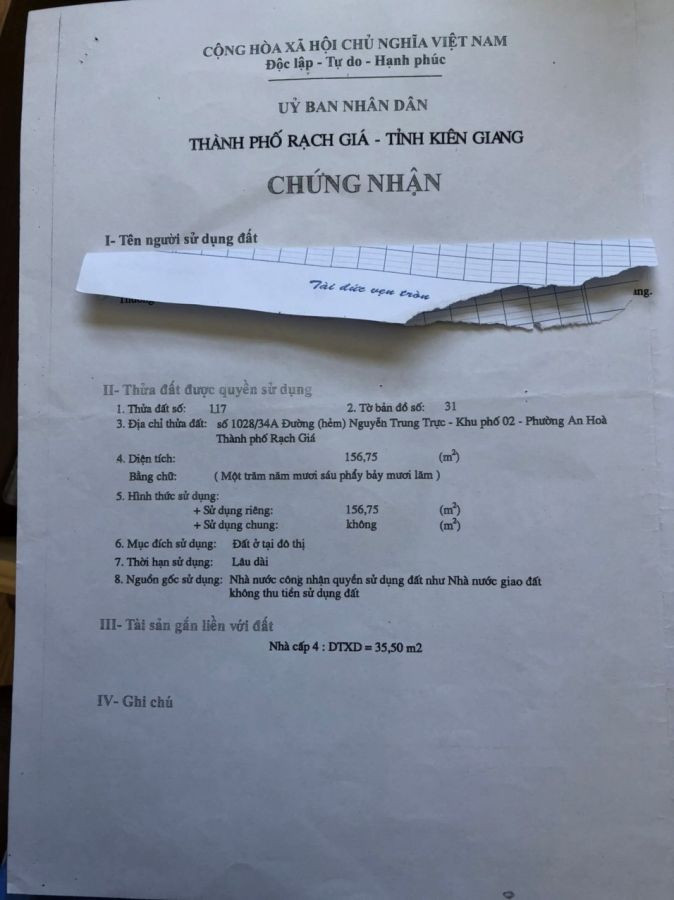 CỘNG HÒA XÃ HỘI CHỦ NGHĨA VIỆT NAM
Độc lập - Tự do - Hạnh phúc
UỶ BAN NHÂN DÂN
THÀNH PHỐ RẠCH GIÁ - TỈNH KIÊN GIANG
CHỨNG NHẬN
I- Tên người sử dụng đất
Tài đức vẹn tròn
ang.
II- Thửa đất được quyền sử dụng
1. Thửa đất số: 117 2. Tờ bản đồ số: 31
3. Địa chỉ thửa đất: số 1028/34A Đường (hẻm) Nguyễn Trung Trực - Khu phố 02 - Phường An Hoà
Thành phố Rạch Giá
4. Diện tích: 156,75 (m²)
Bằng chữ: ( Một trăm năm mươi sáu phẩy bảy mươi lăm )
5. Hình thức sử dụng:
+ Sử dụng riêng: 156,75 (m²)
+ Sử dụng chung: không (m²)
6. Mục đích sử dụng: Đất ở tại đô thị
7. Thời hạn sử dụng: Lâu dài
8. Nguồn gốc sử dụng: Nhà nước công nhận quyền sử dụng đất như Nhà nước giao đất
không thu tiền sử dụng đất
III- Tài sản gắn liền với đất
Nhà cấp 4 : DTXD = 35,50 m2
IV- Ghi chú